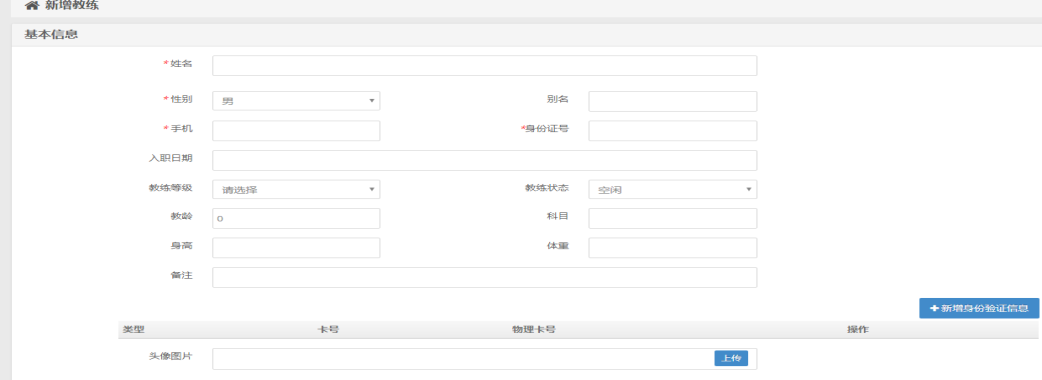 新增教练
基本信息
*姓名
*性别 男 别名
*手机 *身份证号
入职日期
教练等级 请选择 教练状态 空闲
教龄 0 科目
身高 体重
备注
+新增身份验证信息
类型 卡号 物理卡号 操作
头像图片 上传